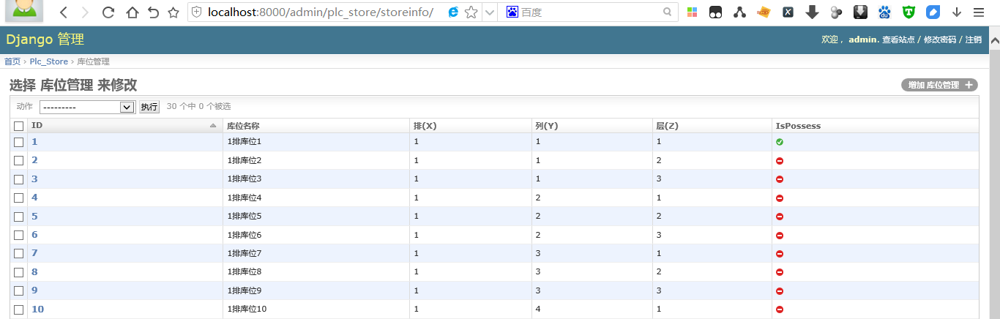 localhost:8000/admin/plc_store/storeinfo/ 百度
Django 管理 欢迎， admin. 查看站点 / 修改密码 / 注销
首页 › Plc_Store › 库位管理
选择 库位管理 来修改 增加 库位管理 +
动作 --------- 执行 30 个中 0 个被选
ID 库位名称 排(X) 列(Y) 层(Z) IsPossess
1 1排库位1 1 1 1
2 1排库位2 1 1 2
3 1排库位3 1 1 3
4 1排库位4 1 2 1
5 1排库位5 1 2 2
6 1排库位6 1 2 3
7 1排库位7 1 3 1
8 1排库位8 1 3 2
9 1排库位9 1 3 3
10 1排库位10 1 4 1